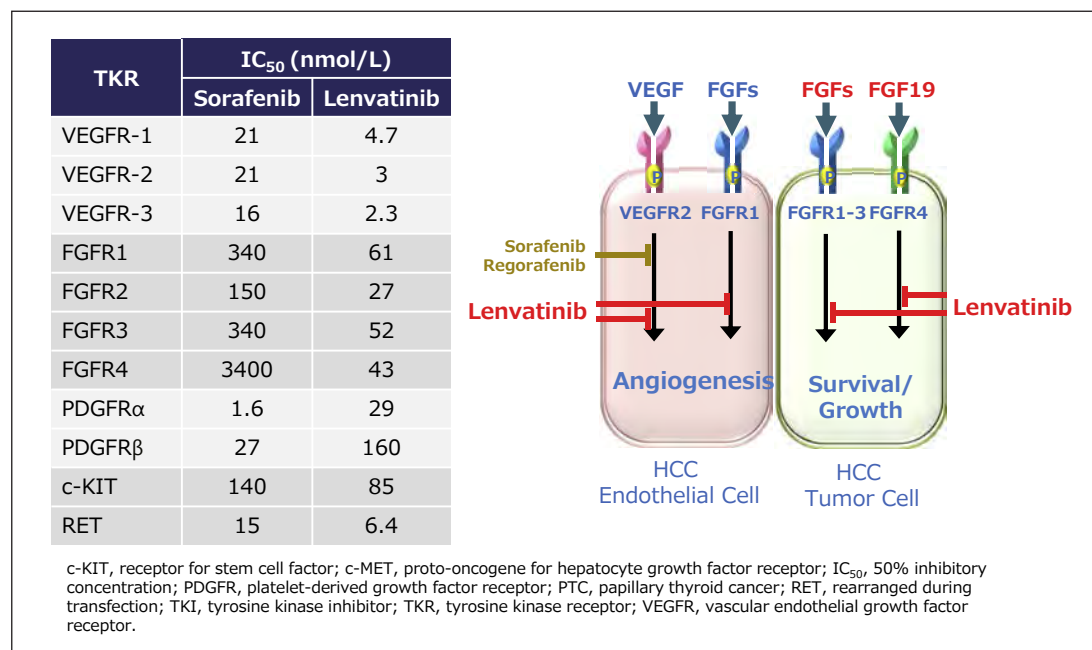 TKR
IC50 (nmol/L)
Sorafenib Lenvatinib
VEGFR-1 21 4.7
VEGFR-2 21 3
VEGFR-3 16 2.3
FGFR1 340 61
FGFR2 150 27
FGFR3 340 52
FGFR4 3400 43
PDGFRα 1.6 29
PDGFRβ 27 160
c-KIT 140 85
RET 15 6.4
VEGF FGFs FGFs FGF19
P P P P
VEGFR2 FGFR1 FGFR1-3 FGFR4
Sorafenib
Regorafenib
Lenvatinib Lenvatinib
Angiogenesis Survival/
Growth
HCC
Endothelial Cell
HCC
Tumor Cell
c-KIT, receptor for stem cell factor; c-MET, proto-oncogene for hepatocyte growth factor receptor; IC50, 50% inhibitory
concentration; PDGFR, platelet-derived growth factor receptor; PTC, papillary thyroid cancer; RET, rearranged during
transfection; TKI, tyrosine kinase inhibitor; TKR, tyrosine kinase receptor; VEGFR, vascular endothelial growth factor
receptor.